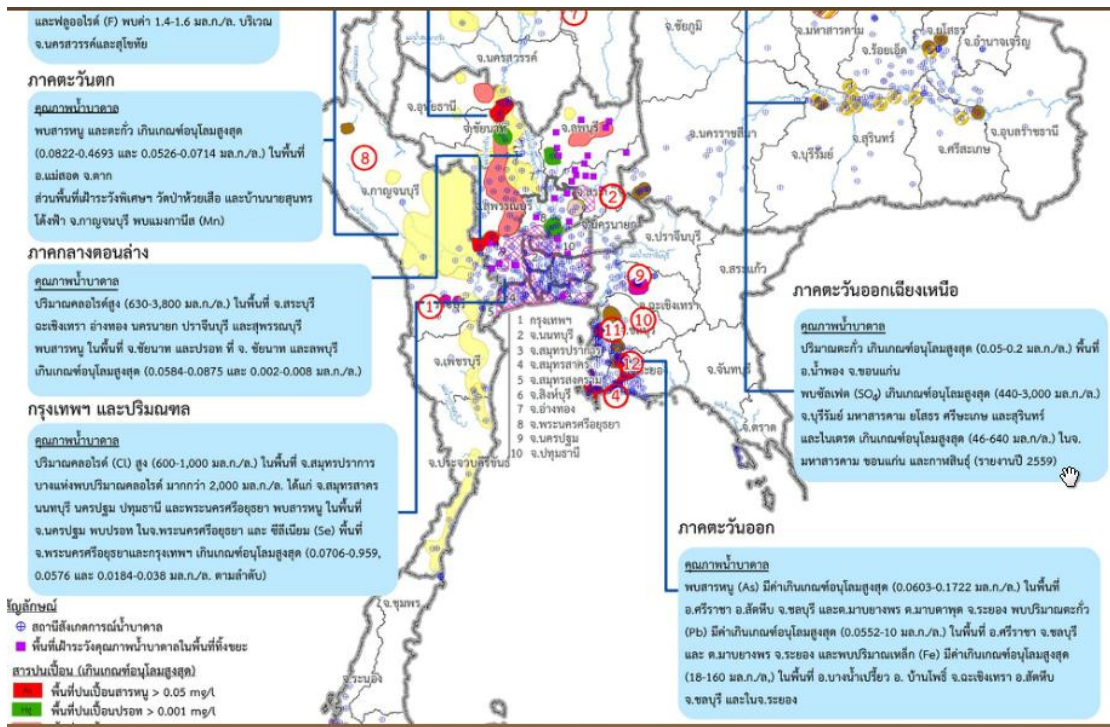 และฟลูออไรด์ (F) พบค่า 1.4-1.6 มล.ก./ล. บริเวณ
จ.นครสวรรค์และสุโขทัย
ภาคตะวันตก
คุณภาพน้ำบาดาล
พบสารหนู และตะกั่ว เกินเกณฑ์อนุโลมสูงสุด
(0.0822-0.4693 และ 0.0526-0.0714 มล.ก./ล.) ในพื้นที่
อ.แม่สอด จ.ตาก
ส่วนพื้นที่เฝ้าระวังพิเศษฯ วัดป่าห้วยเสือ และบ้านนายสุนทร
โต้งฟ้า จ.กาญจนบุรี พบแมงกานีส (Mn)
ภาคกลางตอนล่าง
คุณภาพน้ำบาดาล
ปริมาณคลอไรด์สูง (630-3,800 มล.ก./ล.) ในพื้นที่ จ.สระบุรี
ฉะเชิงเทรา อ่างทอง นครนายก ปราจีนบุรี และสุพรรณบุรี
พบสารหนู ในพื้นที่ จ.ชัยนาท และปรอท ที่ จ. ชัยนาท และลพบุรี
เกินเกณฑ์อนุโลมสูงสุด (0.0584-0.0875 และ 0.002-0.008 มล.ก./ล.)
กรุงเทพฯ และปริมณฑล
คุณภาพน้ำบาดาล
ปริมาณคลอไรด์ (Cl) สูง (600-1,000 มล.ก./ล.) ในพื้นที่ จ.สมุทรปราการ
บางแห่งพบปริมาณคลอไรด์ มากกว่า 2,000 มล.ก./ล. ได้แก่ จ.สมุทรสาคร
นนทบุรี นครปฐม ปทุมธานี และพระนครศรีอยุธยา พบสารหนู ในพื้นที่
จ.นครปฐม พบปรอท ในจ.พระนครศรีอยุธยา และ ซีลีเนียม (Se) พื้นที่
จ.พระนครศรีอยุธยาและกรุงเทพฯ เกินเกณฑ์อนุโลมสูงสุด (0.0706-0.959,
0.0576 และ 0.0184-0.038 มล.ก./ล. ตามลำดับ)
สัญลักษณ์
สถานีสังเกตการณ์น้ำบาดาล
พื้นที่เฝ้าระวังคุณภาพน้ำบาดาลในพื้นที่ทิ้งขยะ
สารปนเปื้อน (เกินเกณฑ์อนุโลมสูงสุด)
พื้นที่ปนเปื้อนสารหนู > 0.05 mg/l
พื้นที่ปนเปื้อนปรอท > 0.001 mg/l
จ.นครสวรรค์
จ.อุทัยธานี
จ.ชัยนาท
จ.ลพบุรี
จ.กาญจนบุรี
จ.นครนายก
จ.ปราจีนบุรี
จ.สระแก้ว
จ.ฉะเชิงเทรา
จ.เพชรบุรี
จ.จันทบุรี
จ.ตราด
จ.ประจวบคีรีขันธ์
จ.ชุมพร
จ.ระนอง
จ.ชัยภูมิ
จ.มหาสารคาม
จ.ร้อยเอ็ด
จ.ยโสธร
จ.อำนาจเจริญ
จ.นครราชสีมา
จ.บุรีรัมย์
จ.สุรินทร์
จ.ศรีสะเกษ
จ.อุบลราชธานี
7
8
2
1
9
10
11
12
4
1 กรุงเทพฯ
2 จ.นนทบุรี
3 จ.สมุทรปราการ
4 จ.สมุทรสาคร
5 จ.สมุทรสงคราม
6 จ.สิงห์บุรี
7 จ.อ่างทอง
8 จ.พระนครศรีอยุธยา
9 จ.นครปฐม
10 จ.ปทุมธานี
ภาคตะวันออกเฉียงเหนือ
คุณภาพน้ำบาดาล
ปริมาณตะกั่ว เกินเกณฑ์อนุโลมสูงสุด (0.05-0.2 มล.ก./ล.) พื้นที่
อ.น้ำพอง จ.ขอนแก่น
พบซัลเฟต (SO₄) เกินเกณฑ์อนุโลมสูงสุด (440-3,000 มล.ก./ล.)
จ.บุรีรัมย์ มหาสารคาม ยโสธร ศรีษะเกษ และสุรินทร์
และไนเตรต เกินเกณฑ์อนุโลมสูงสุด (46-640 มล.ก./ล.) ในจ.
มหาสารคาม ขอนแก่น และกาฬสินธุ์ (รายงานปี 2559)
ภาคตะวันออก
คุณภาพน้ำบาดาล
พบสารหนู (As) มีค่าเกินเกณฑ์อนุโลมสูงสุด (0.0603-0.1722 มล.ก./ล.) ในพื้นที่
อ.ศรีราชา อ.สัตหีบ จ.ชลบุรี และต.มาบยางพร ต.มาบตาพุด จ.ระยอง พบปริมาณตะกั่ว
(Pb) มีค่าเกินเกณฑ์อนุโลมสูงสุด (0.0552-10 มล.ก./ล.) ในพื้นที่ อ.ศรีราชา จ.ชลบุรี
และ ต.มาบยางพร จ.ระยอง และพบปริมาณเหล็ก (Fe) มีค่าเกินเกณฑ์อนุโลมสูงสุด
(18-160 มล.ก./ล,) ในพื้นที่ อ.บางน้ำเปรี้ยว อ. บ้านโพธิ์ จ.ฉะเชิงเทรา อ.สัตหีบ
จ.ชลบุรี และในจ.ระยอง